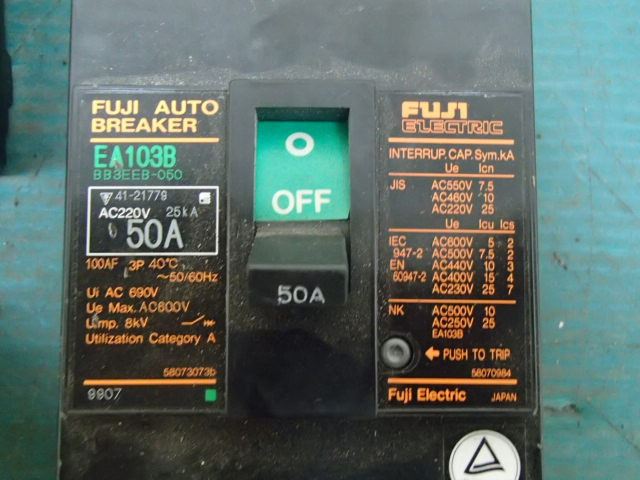 FUJI AUTO
BREAKER
EA103B
BB3EEB-050
41-21779
AC220V 25kA
50A
100AF 3P 40°C
~50/60Hz
Ui AC 690V
Ue Max. AC600V
Uimp. 8kV
Utilization Category A
58073073b
9907
O
OFF
50A
FUJI
ELECTRIC
INTERRUP. CAP. Sym. kA
Ue Icn
JIS AC550V 7.5
AC460V 10
AC220V 25
Ue Icu Ics
IEC AC600V 5 2
947-2 AC500V 7.5 2
EN AC440V 10 3
60947-2 AC400V 15 4
AC230V 25 7
NK AC500V 10
AC250V 25
EA103B
← PUSH TO TRIP
58070984
Fuji Electric JAPAN